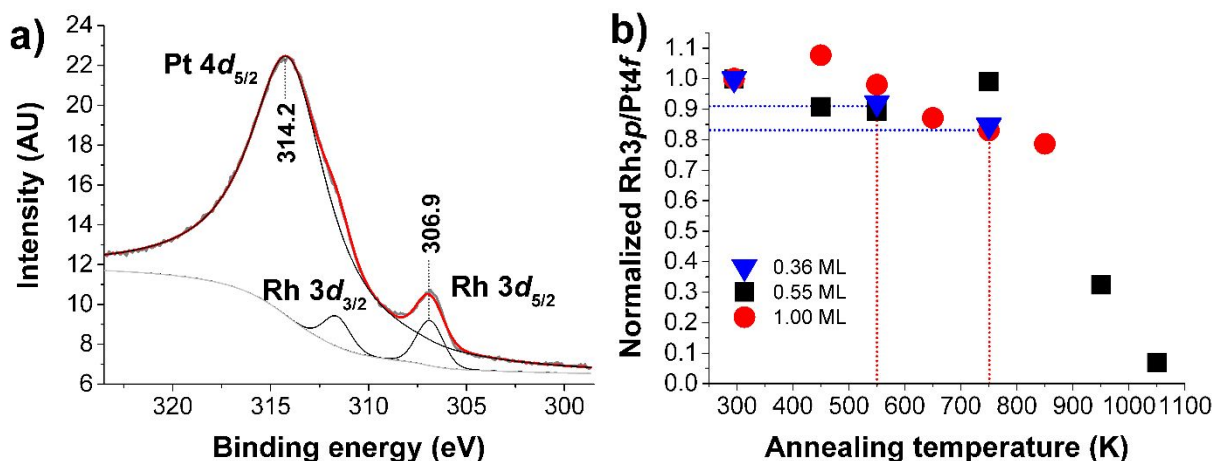 a)
24
22
20
18
16
14
12
10
8
6
Intensity (AU)
Pt 4d5/2
314.2
306.9
Rh 3d3/2
Rh 3d5/2
320 315 310 305 300
Binding energy (eV)
b)
1.1
1.0
0.9
0.8
0.7
0.6
0.5
0.4
0.3
0.2
0.1
0.0
Normalized Rh3p/Pt4f
0.36 ML
0.55 ML
1.00 ML
300 400 500 600 700 800 900 1000 1100
Annealing temperature (K)